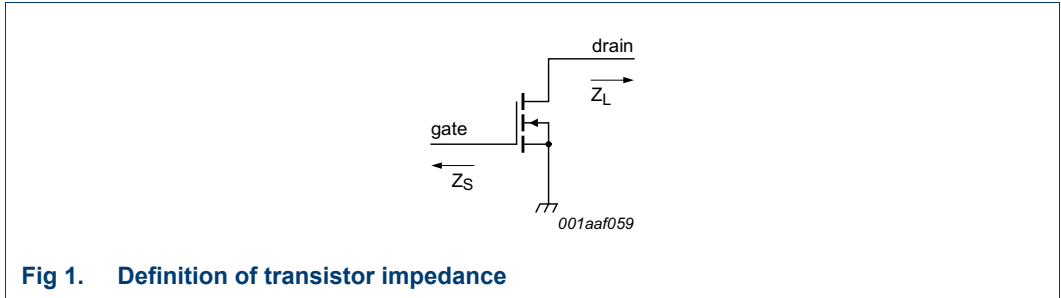 drain
Z_L
gate
Z_S
001aaf059
Fig 1. Definition of transistor impedance